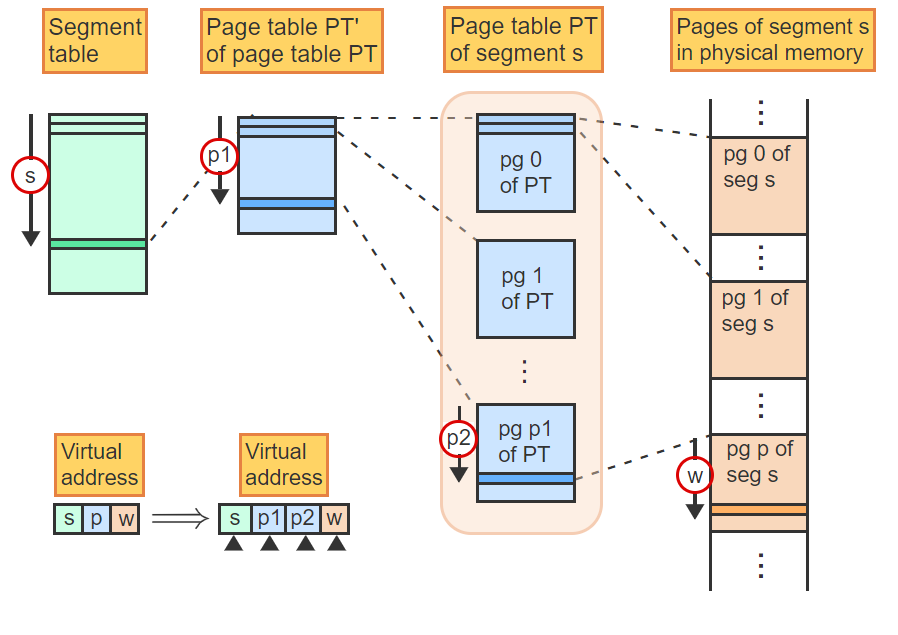 Segment
table
Page table PT'
of page table PT
Page table PT
of segment s
Pages of segment s
in physical memory
s
p1
pg 0
of PT
pg 1
of PT
⋮
p2
pg p1
of PT
⋮
pg 0 of
seg s
⋮
pg 1 of
seg s
⋮
w
pg p of
seg s
⋮
Virtual
address
s p w
Virtual
address
s p1 p2 w